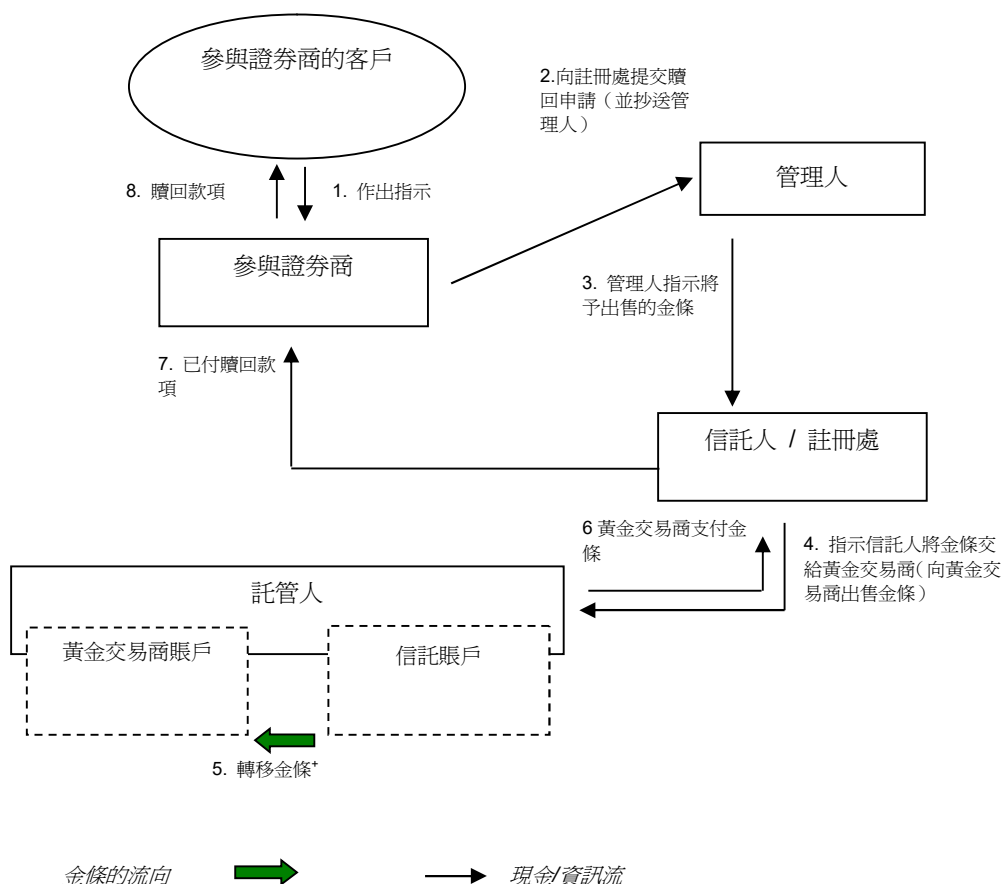 參與證券商的客戶
2.向註冊處提交贖
回申請（並抄送管
理人）
管理人
8. 贖回款項
1. 作出指示
參與證券商
3. 管理人指示將
予出售的金條
7. 已付贖回款
項
信託人 / 註冊處
6 黃金交易商支付金
條
4. 指示信託人將金條交
給黃金交易商（向黃金交
易商出售金條）
託管人
黃金交易商賬戶
信託賬戶
5. 轉移金條+
金條的流向
現金/資訊流